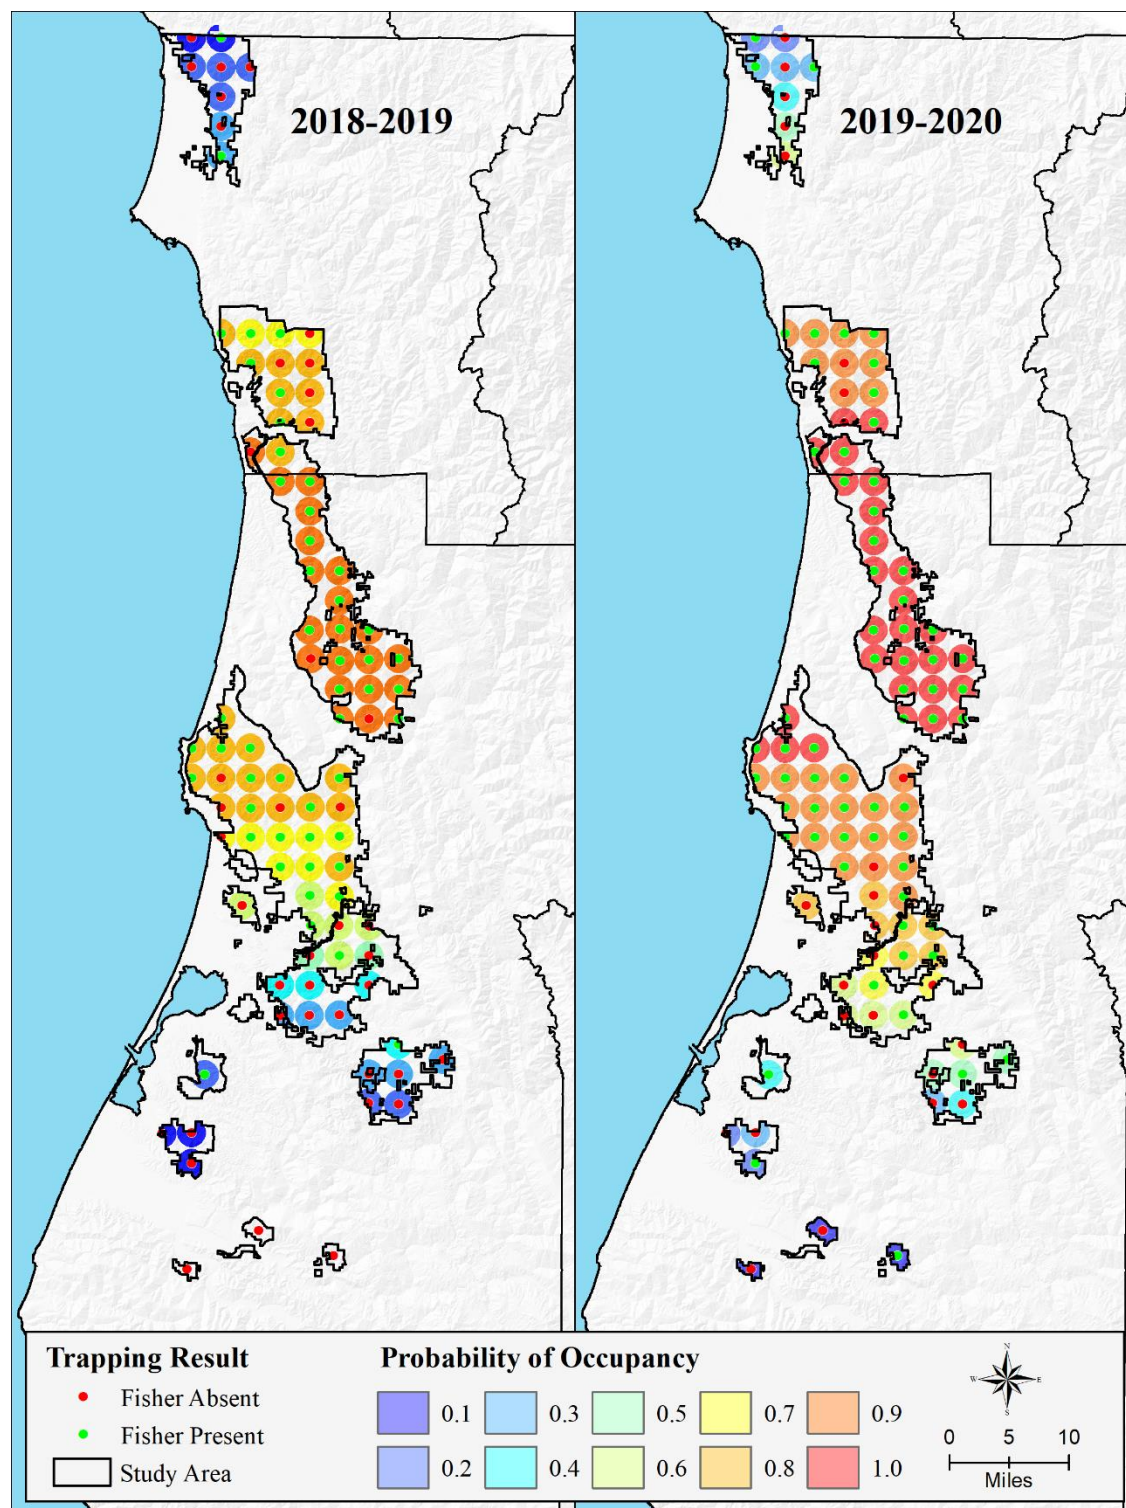 2018-2019
2019-2020
Trapping Result
Fisher Absent
Fisher Present
Study Area
Probability of Occupancy
0.1
0.3
0.5
0.7
0.9
0.2
0.4
0.6
0.8
1.0
N
W
E
S
0 5 10
Miles